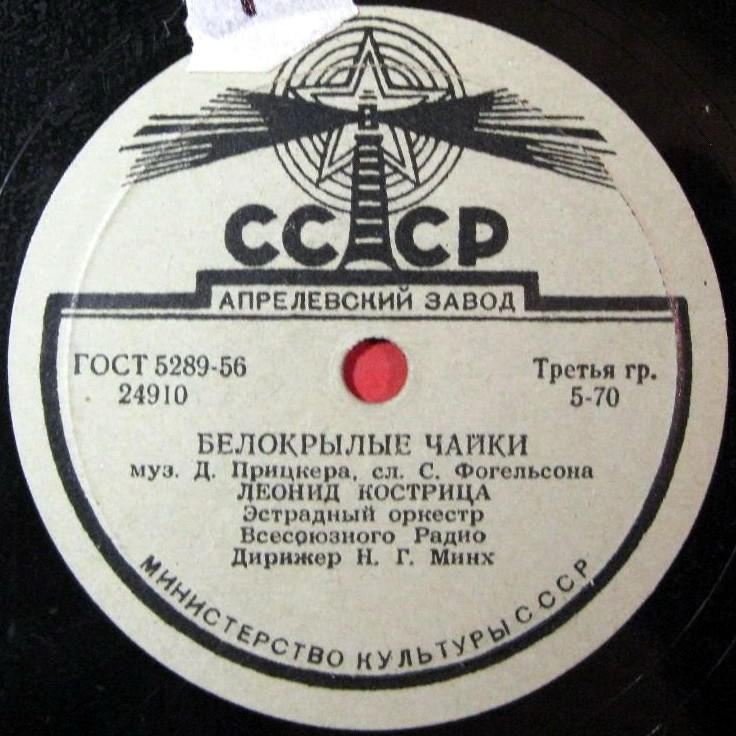 СССР
АПРЕЛЕВСКИЙ ЗАВОД
ГОСТ 5289-56
24910
Третья гр.
5-70
БЕЛОКРЫЛЫЕ ЧАЙКИ
муз. Д. Прицкера, сл. С. Фогельсона
ЛЕОНИД КОСТРИЦА
Эстрадный оркестр
Всесоюзного Радио
Дирижер Н. Г. Минх
МИНИСТЕРСТВО КУЛЬТУРЫ СССР